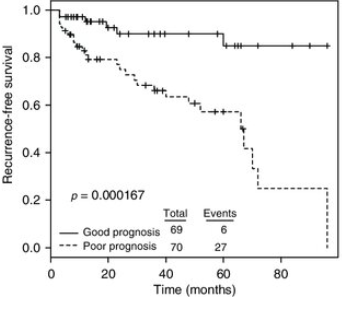 Recurrence-free survival
1.0
0.8
0.6
0.4
0.2
0.0
p = 0.000167
Total Events
Good prognosis 69 6
Poor prognosis 70 27
0 20 40 60 80
Time (months)